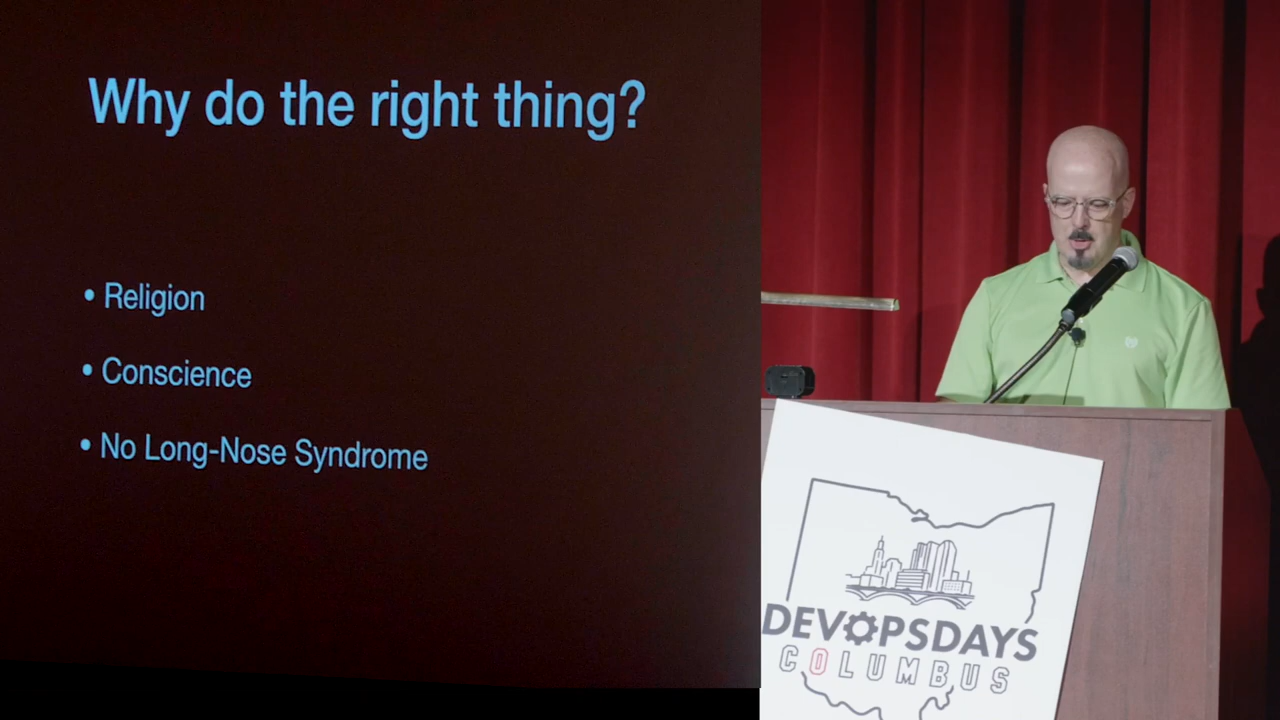 Why do the right thing?
• Religion
• Conscience
• No Long-Nose Syndrome
DEVOPSDAYS
COLUMBUS